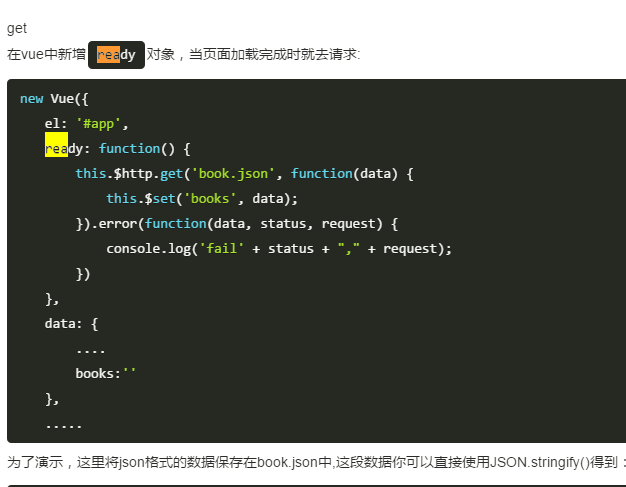 get
在vue中新增 ready 对象，当页面加载完成时就去请求:
new Vue({
el: '#app',
ready: function() {
this.$http.get('book.json', function(data) {
this.$set('books', data);
}).error(function(data, status, request) {
console.log('fail' + status + "," + request);
})
},
data: {
....
books:''
},
.....
为了演示，这里将json格式的数据保存在book.json中,这段数据你可以直接使用JSON.stringify()得到：